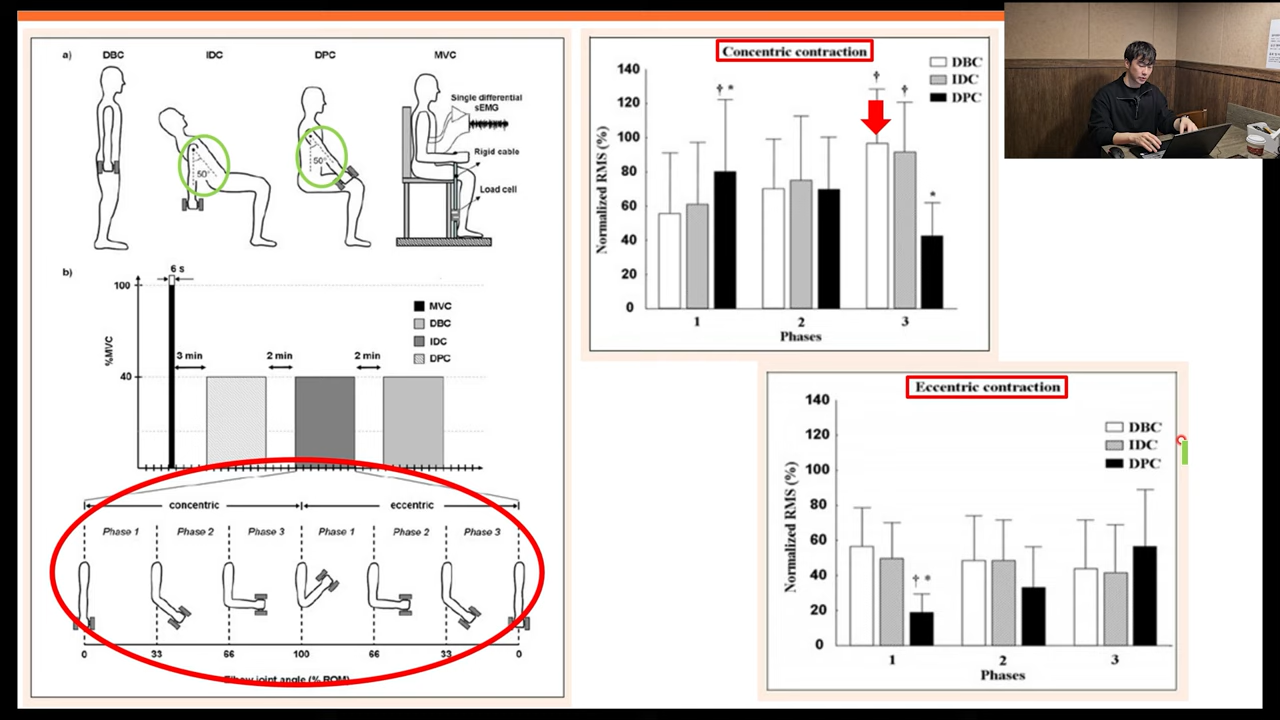 a)
DBC IDC DPC MVC
Single differential
sEMG
Rigid cable
Load cell
50°
50°
b)
6 s
100
MVC
DBC
IDC
DPC
%MVC
3 min 2 min 2 min
40
concentric eccentric
Phase 1 Phase 2 Phase 3 Phase 1 Phase 2 Phase 3
0 33 66 100 66 33 0
Elbow joint angle (% ROM)
Concentric contraction
DBC
IDC
DPC
Normalized RMS (%)
140
120
100
80
60
40
20
0
† *
†
†
*
1 2 3
Phases
Eccentric contraction
DBC
IDC
DPC
Normalized RMS (%)
140
120
100
80
60
40
20
0
† *
1 2 3
Phases